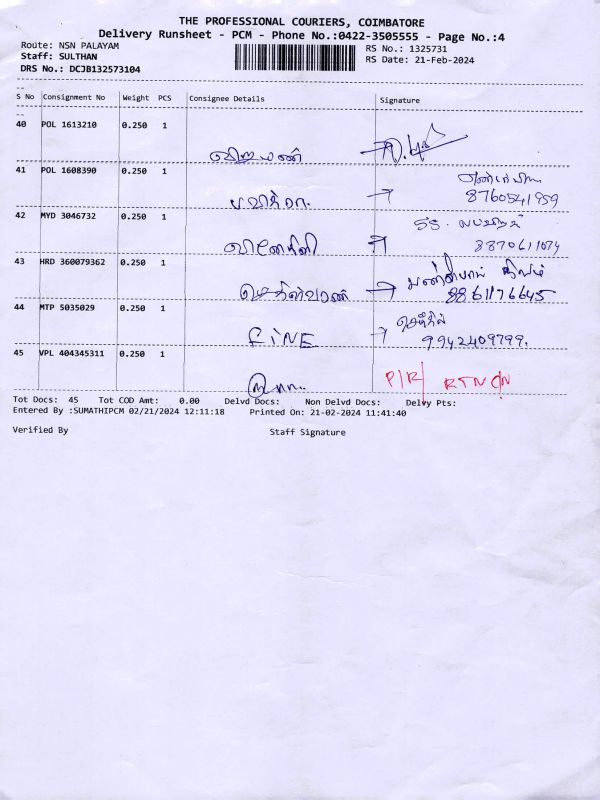 THE PROFESSIONAL COURIERS, COIMBATORE
Delivery Runsheet - PCM - Phone No.:0422-3505555 - Page No.:4
Route: NSN PALAYAM
RS No.: 1325731
Staff: SULTHAN
RS Date: 21-Feb-2024
DRS No.: DCJB132573104
S No Consignment No Weight PCS Consignee Details Signature
40 POL 1613210 0.250 1
41 POL 1608390 0.250 1
8760541959
42 MYD 3046732 0.250 1
43 HRD 360079362 0.250 1
8861176645
44 MTP 5035029 0.250 1
FINE
9942409799.
45 VPL 404345311 0.250 1
P/R RTN
Tot Docs: 45 Tot COD Amt: 0.00 Delvd Docs: Non Delvd Docs: Delvy Pts:
Entered By :SUMATHIPCM 02/21/2024 12:11:18 Printed On: 21-02-2024 11:41:40
Verified By Staff Signature